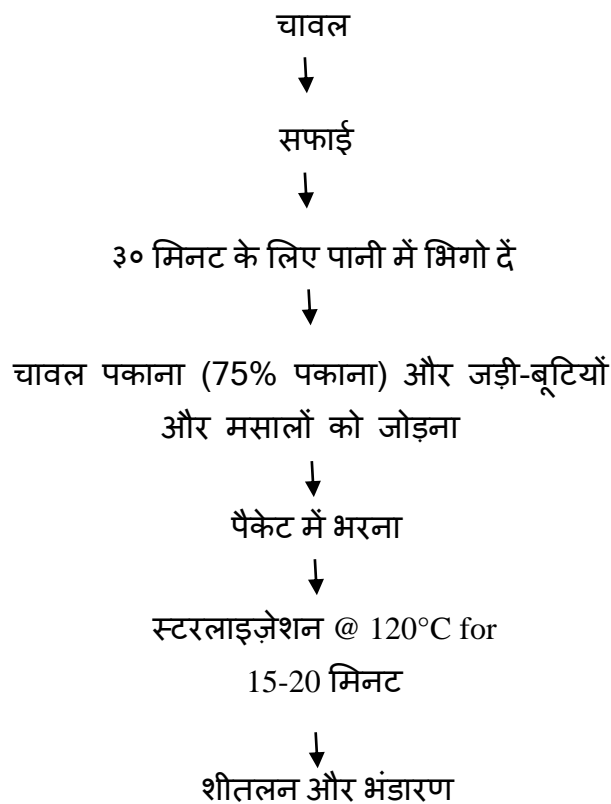 चावल
सफाई
३० मिनट के लिए पानी में भिगो दें
चावल पकाना (75% पकाना) और जड़ी-बूटियों
और मसालों को जोड़ना
पैकेट में भरना
स्टरलाइज़ेशन @ 120°C for
15-20 मिनट
शीतलन और भंडारण